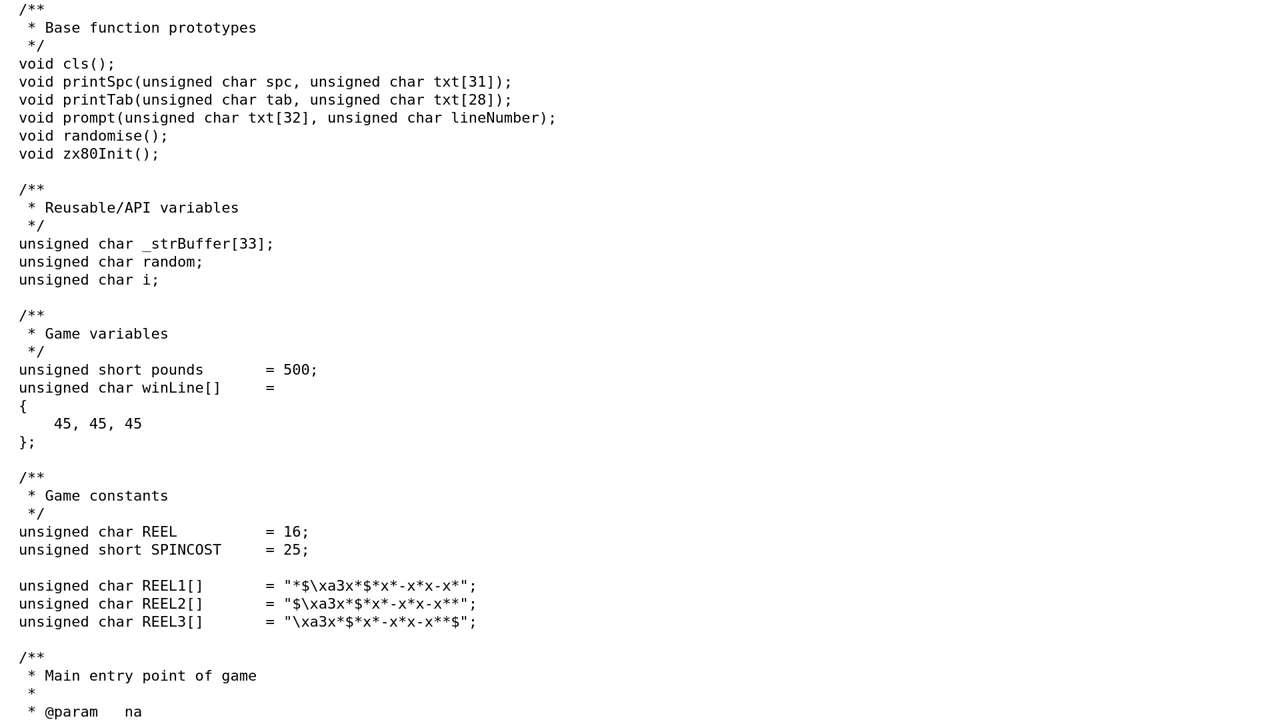 /**
 * Base function prototypes
 */
void cls();
void printSpc(unsigned char spc, unsigned char txt[31]);
void printTab(unsigned char tab, unsigned char txt[28]);
void prompt(unsigned char txt[32], unsigned char lineNumber);
void randomise();
void zx80Init();

/**
 * Reusable/API variables
 */
unsigned char _strBuffer[33];
unsigned char random;
unsigned char i;

/**
 * Game variables
 */
unsigned short pounds       = 500;
unsigned char winLine[]     =
{
    45, 45, 45
};

/**
 * Game constants
 */
unsigned char REEL          = 16;
unsigned short SPINCOST     = 25;

unsigned char REEL1[]       = "*$\xa3x*$*x*-x*x-x*";
unsigned char REEL2[]       = "$\xa3x*$*x*-x*x-x**";
unsigned char REEL3[]       = "\xa3x*$*x*-x*x-x**$";

/**
 * Main entry point of game
 *
 * @param   na